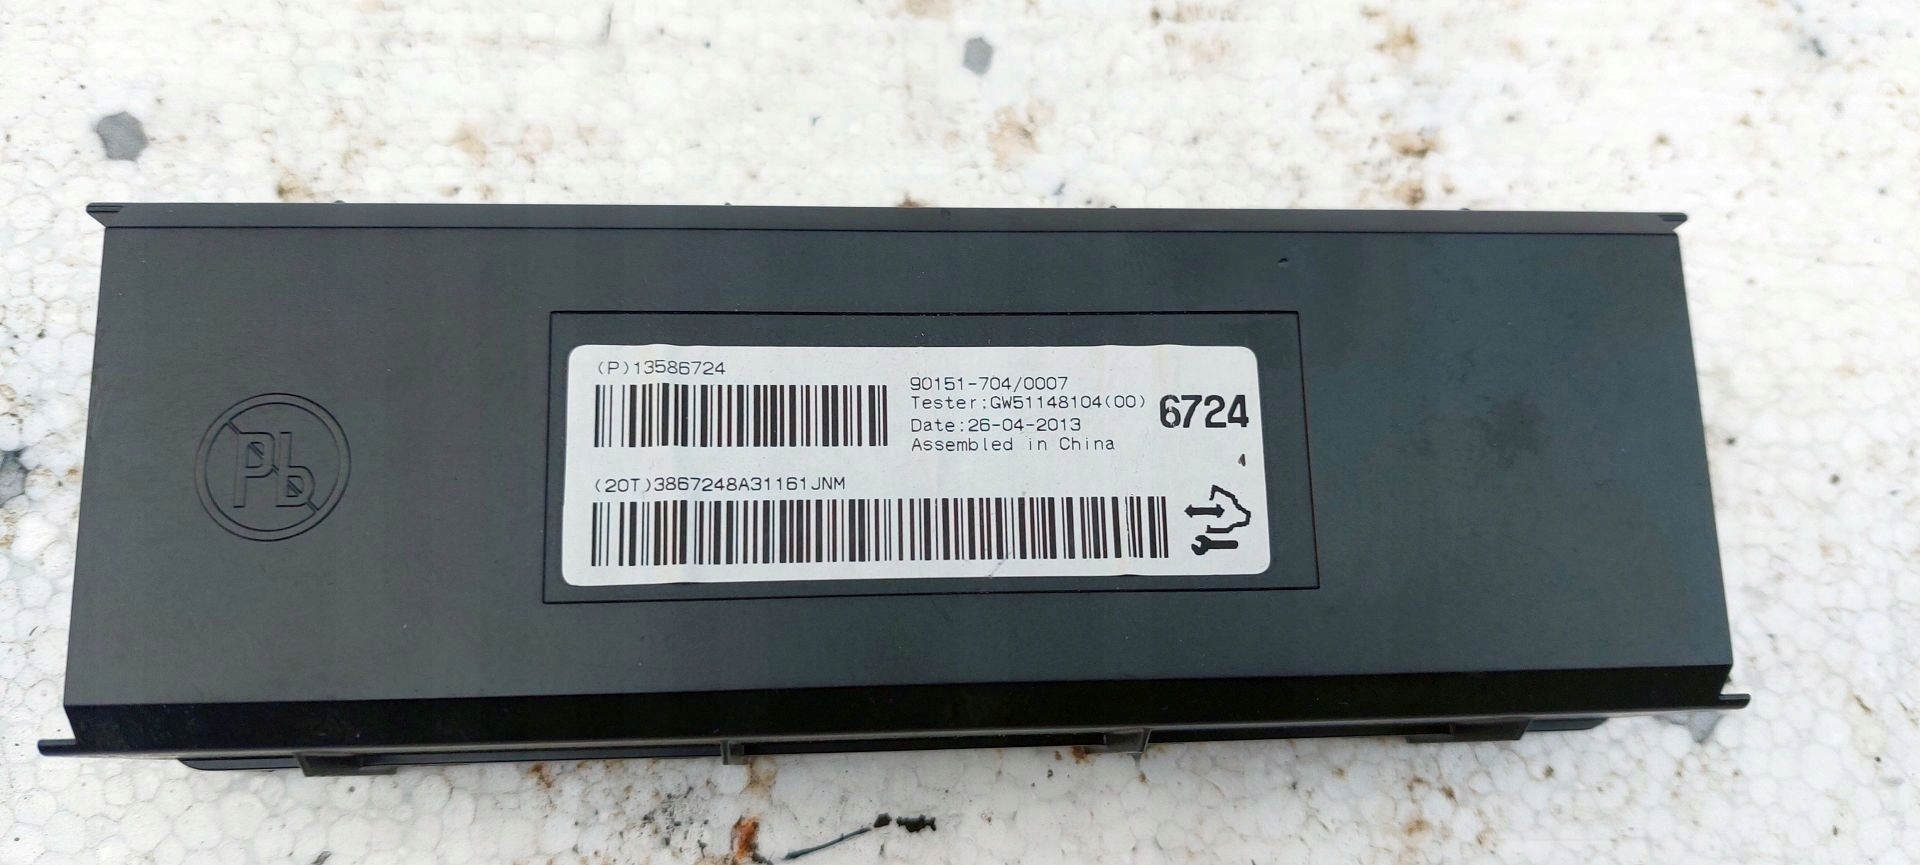 (P)13586724
90151-704/0007
Tester:GW51148104(00)
Date:26-04-2013
Assembled in China
6724
(20T)3867248A31161JNM
Pb